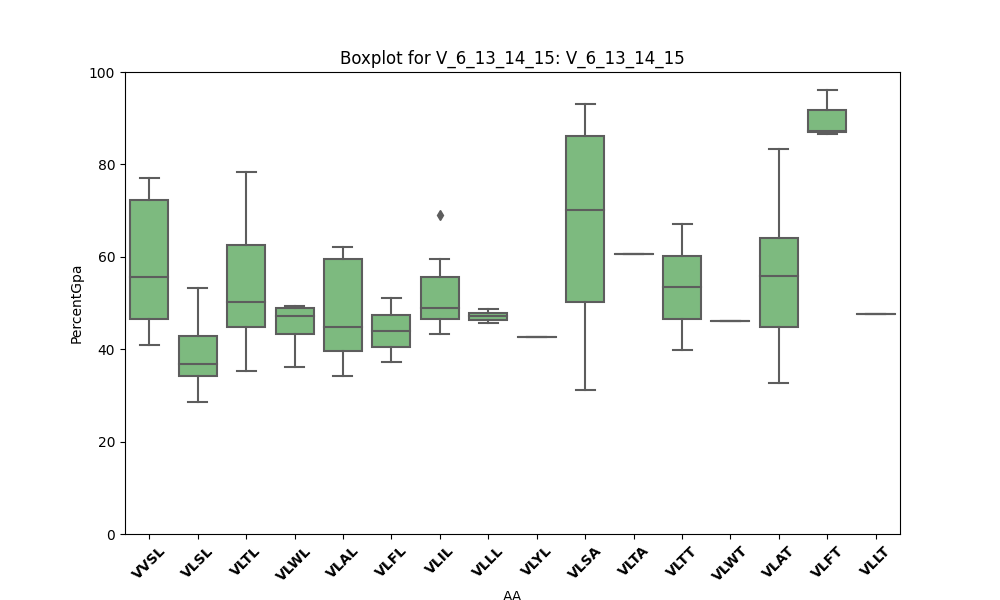 Boxplot for V_6_13_14_15: V_6_13_14_15
PercentGpa
100
80
60
40
20
0
VVSL
VLSL
VLTL
VLWL
VLAL
VLFL
VLIL
VLLL
VLYL
VLSA
VLTA
VLTT
VLWT
VLAT
VLFT
VLLT
AA